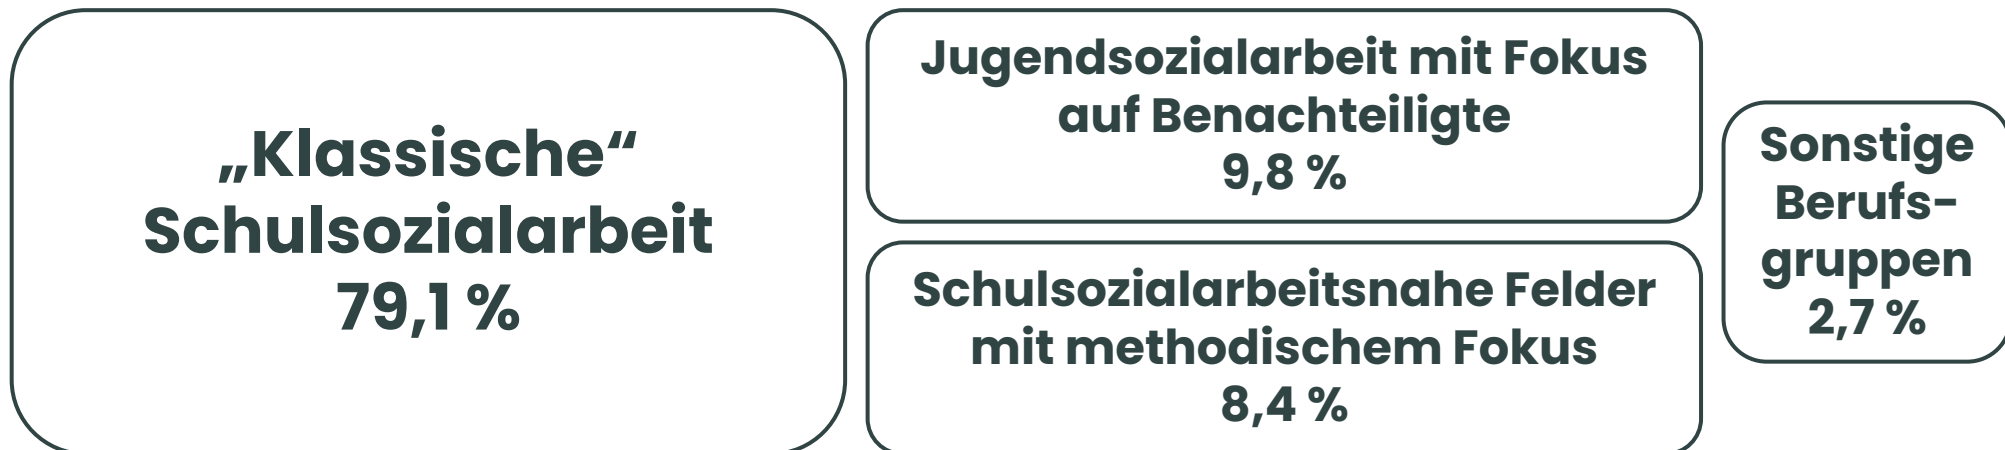 „Klassische“
Schulsozialarbeit
79,1 %
Jugendsozialarbeit mit Fokus
auf Benachteiligte
9,8 %
Schulsozialarbeitsnahe Felder
mit methodischem Fokus
8,4 %
Sonstige
Berufs-
gruppen
2,7 %